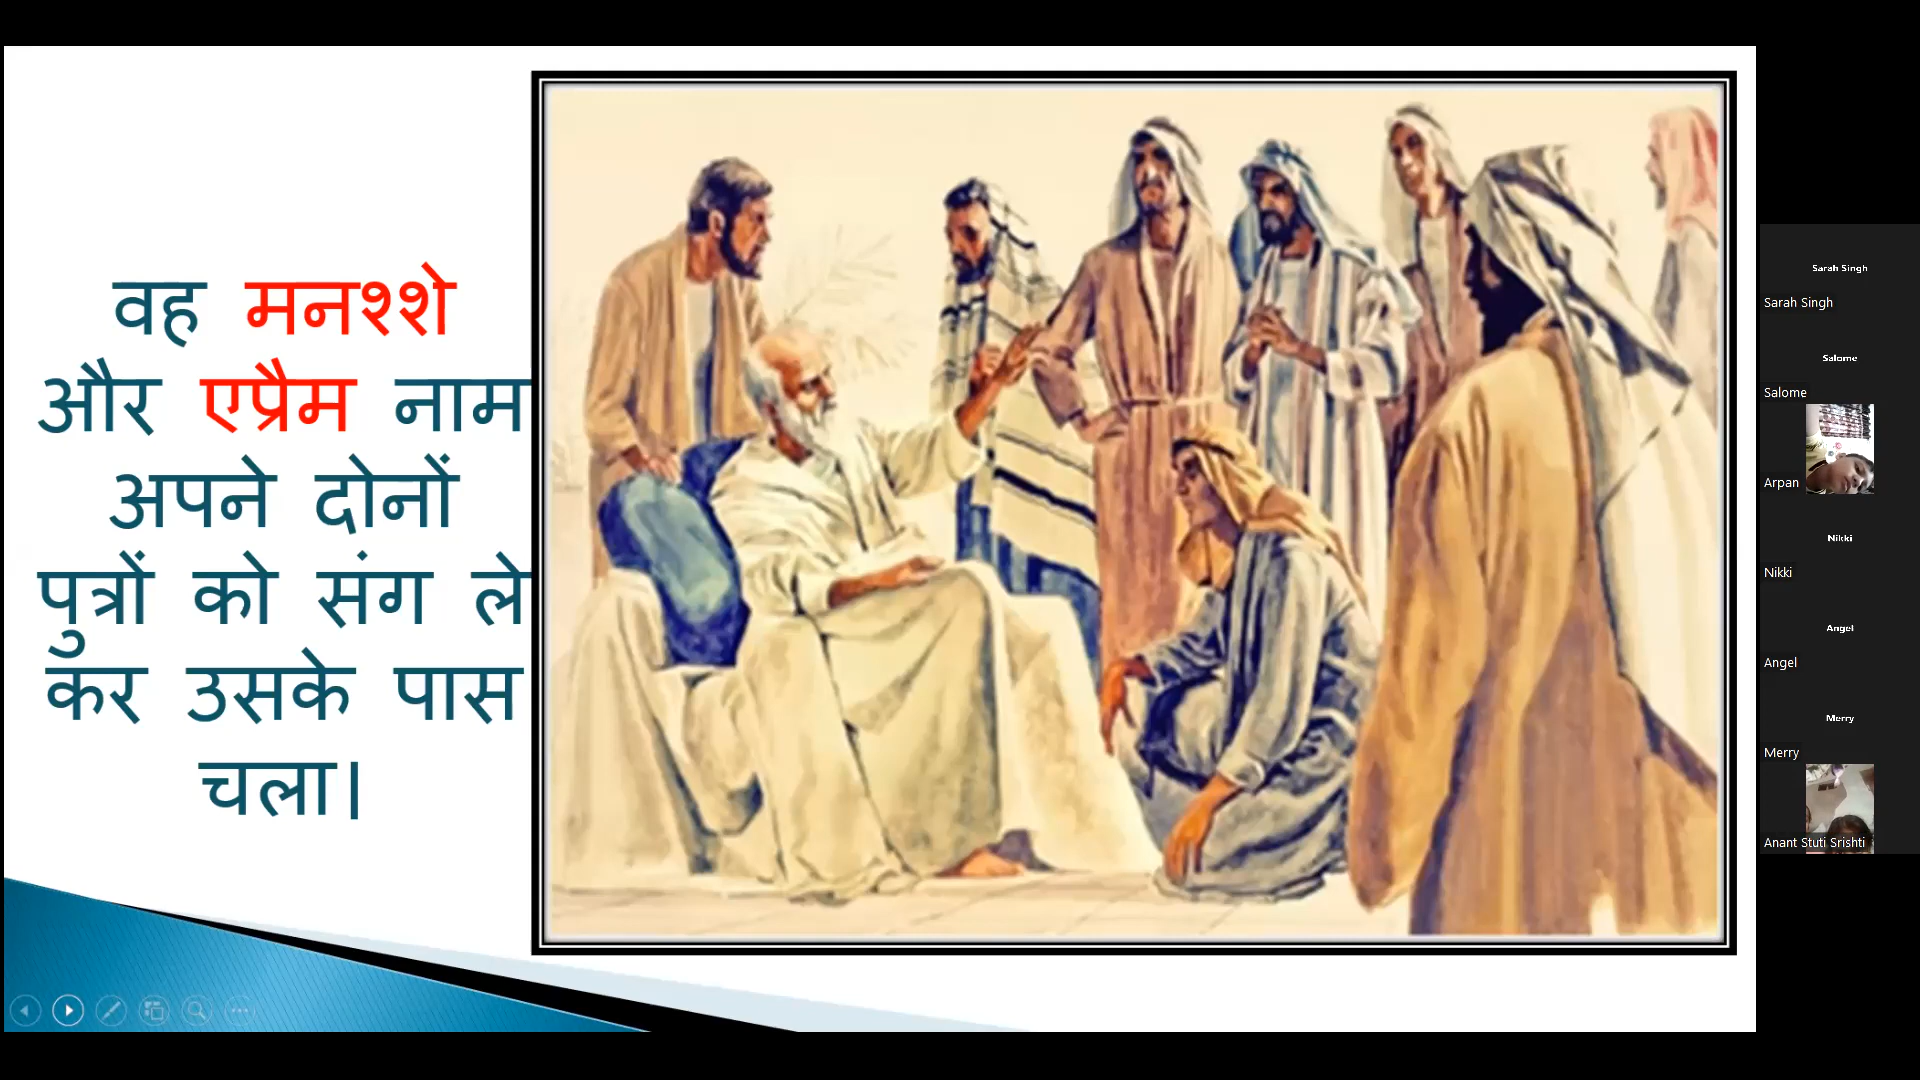 वह मनश्शे
और एप्रैम नाम
अपने दोनों
पुत्रों को संग ले
कर उसके पास
चला।
Sarah Singh
Sarah Singh
Salome
Salome
Arpan
Nikki
Nikki
Angel
Angel
Merry
Merry
Anant Stuti Srishti